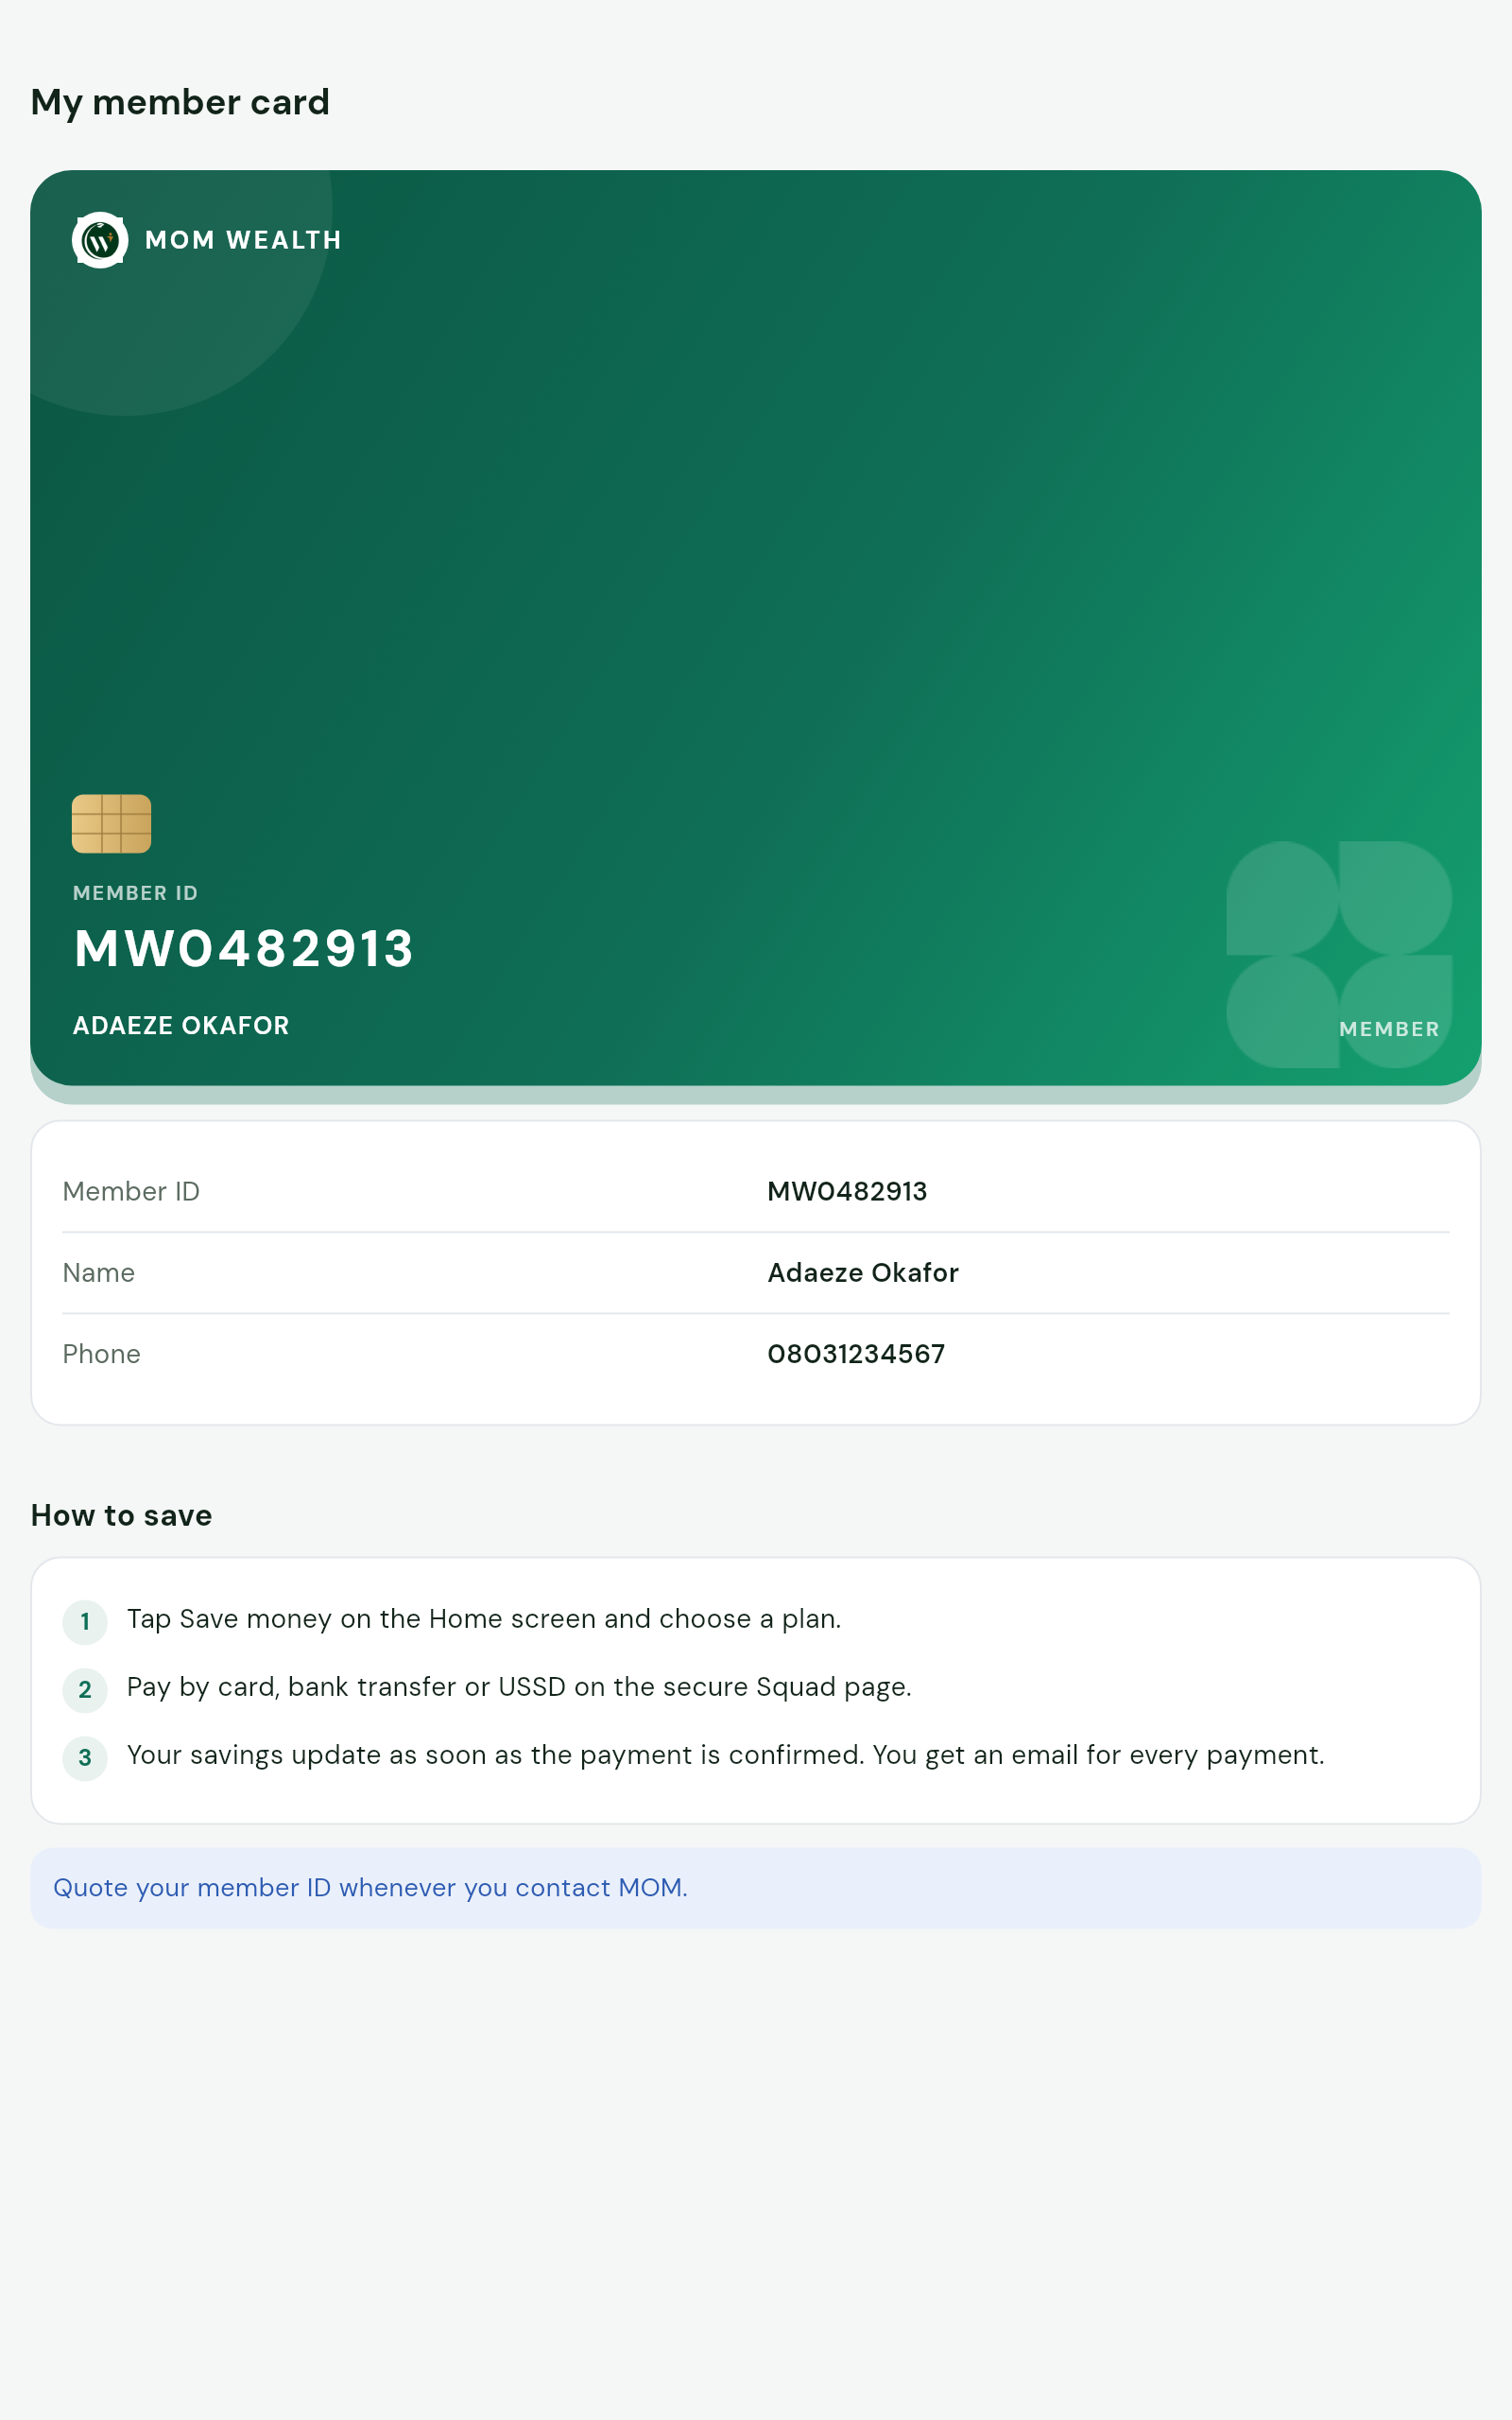 My member card
MOM WEALTH
MEMBER ID
MW0482913
ADAEZE OKAFOR
MEMBER
Member ID MW0482913
Name Adaeze Okafor
Phone 08031234567
How to save
1 Tap Save money on the Home screen and choose a plan.
2 Pay by card, bank transfer or USSD on the secure Squad page.
3 Your savings update as soon as the payment is confirmed. You get an email for every payment.
Quote your member ID whenever you contact MOM.